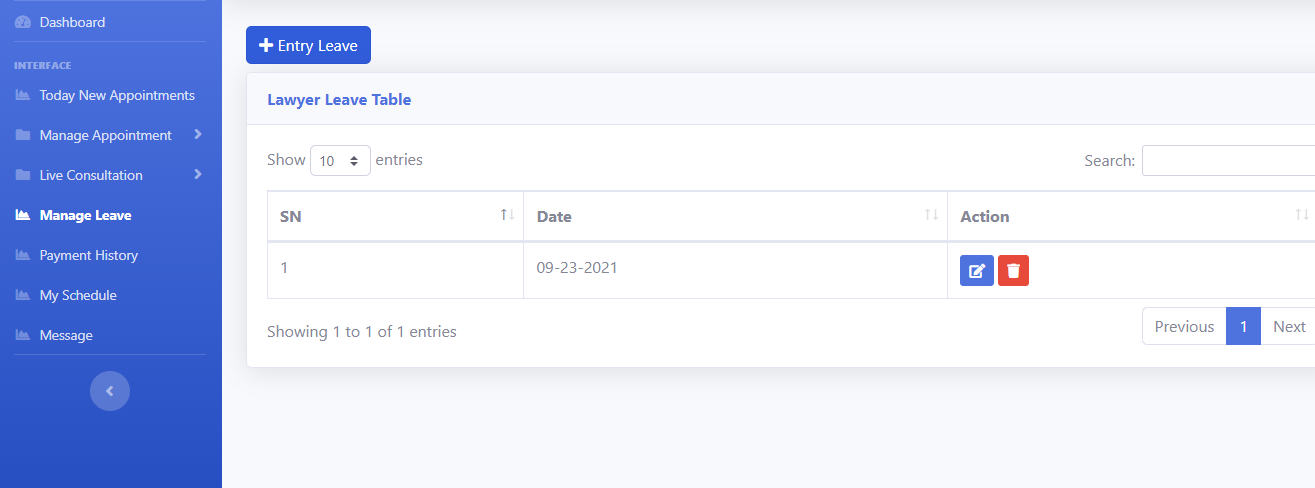 Dashboard
INTERFACE
Today New Appointments
Manage Appointment
Live Consultation
Manage Leave
Payment History
My Schedule
Message
Entry Leave
Lawyer Leave Table
Show 10 entries
Search:
SN Date Action
1 09-23-2021
Showing 1 to 1 of 1 entries
Previous 1 Next